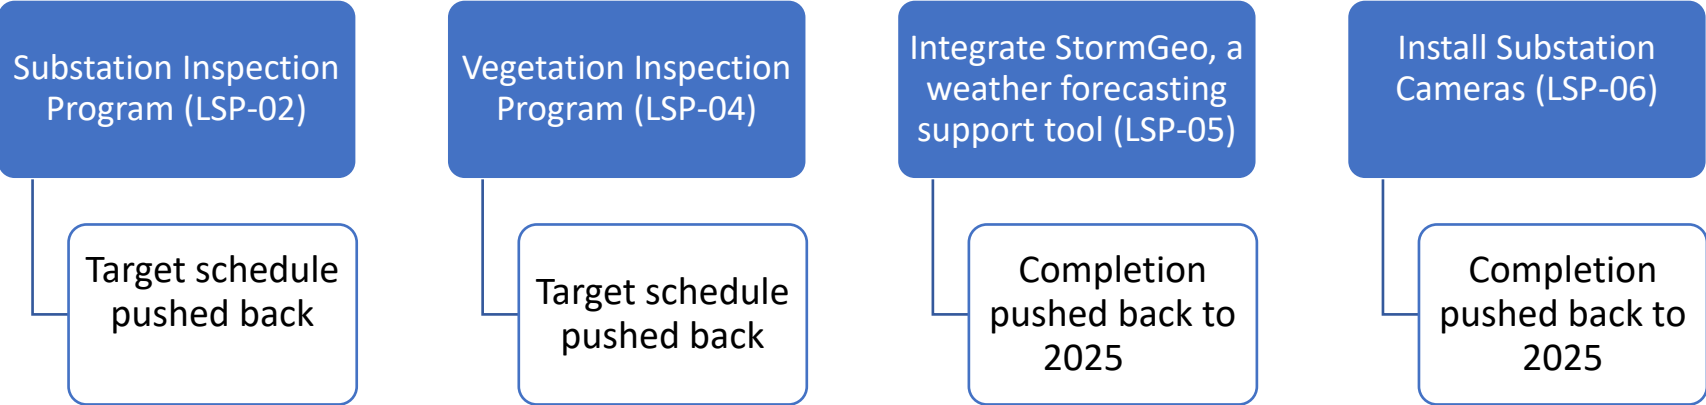 Substation Inspection
Program (LSP-02)
Target schedule
pushed back
Vegetation Inspection
Program (LSP-04)
Target schedule
pushed back
Integrate StormGeo, a
weather forecasting
support tool (LSP-05)
Completion
pushed back to
2025
Install Substation
Cameras (LSP-06)
Completion
pushed back to
2025